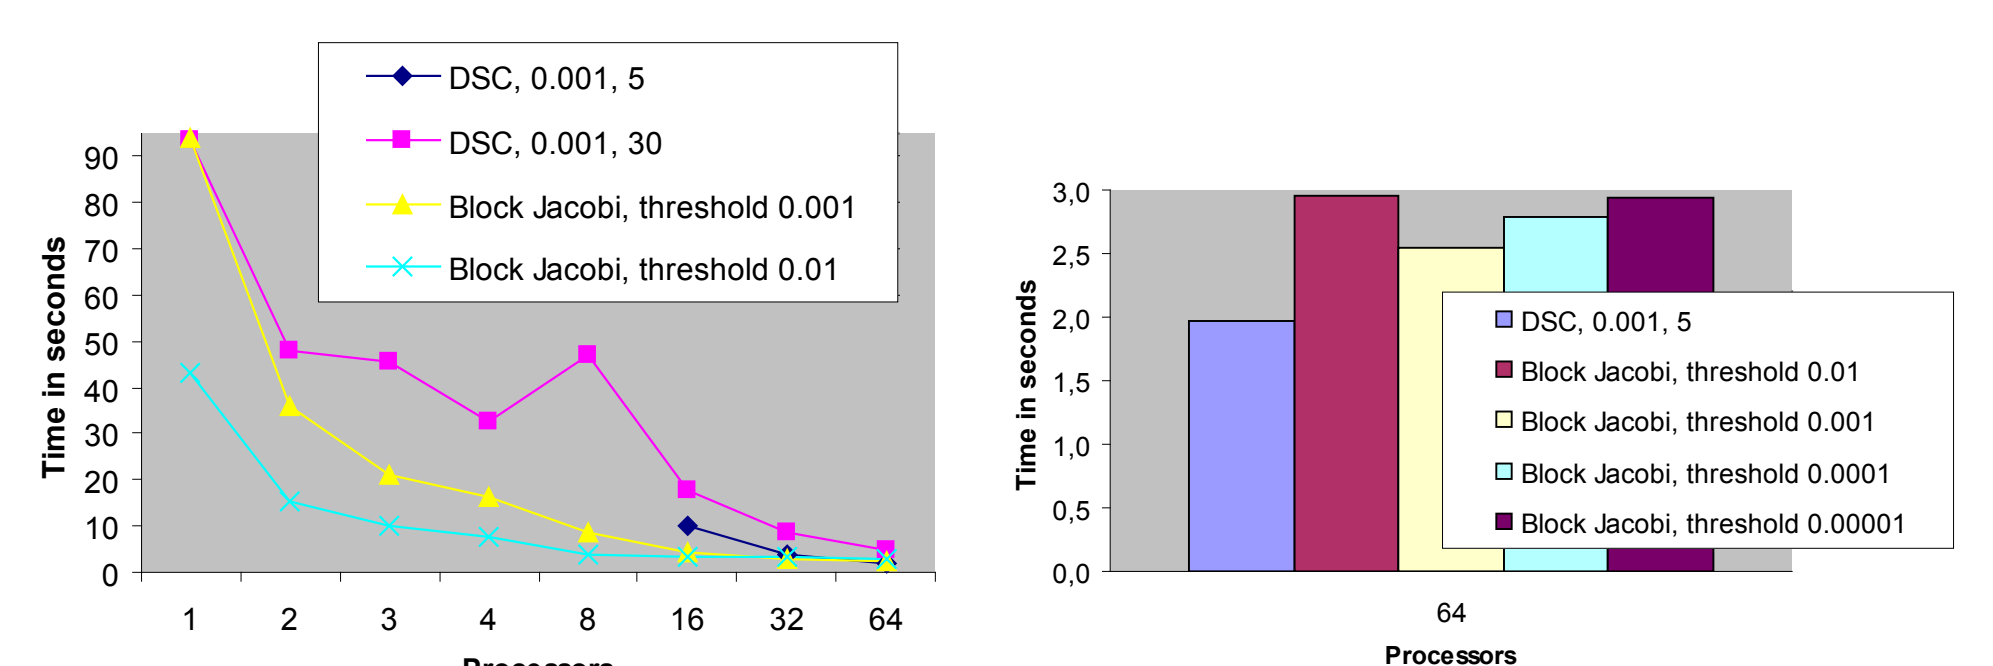 DSC, 0.001, 5
DSC, 0.001, 30
Block Jacobi, threshold 0.001
Block Jacobi, threshold 0.01
Time in seconds
90
80
70
60
50
40
30
20
10
0
1 2 3 4 8 16 32 64
Processors
Time in seconds
3,0
2,5
2,0
1,5
1,0
0,5
0,0
DSC, 0.001, 5
Block Jacobi, threshold 0.01
Block Jacobi, threshold 0.001
Block Jacobi, threshold 0.0001
Block Jacobi, threshold 0.00001
64
Processors